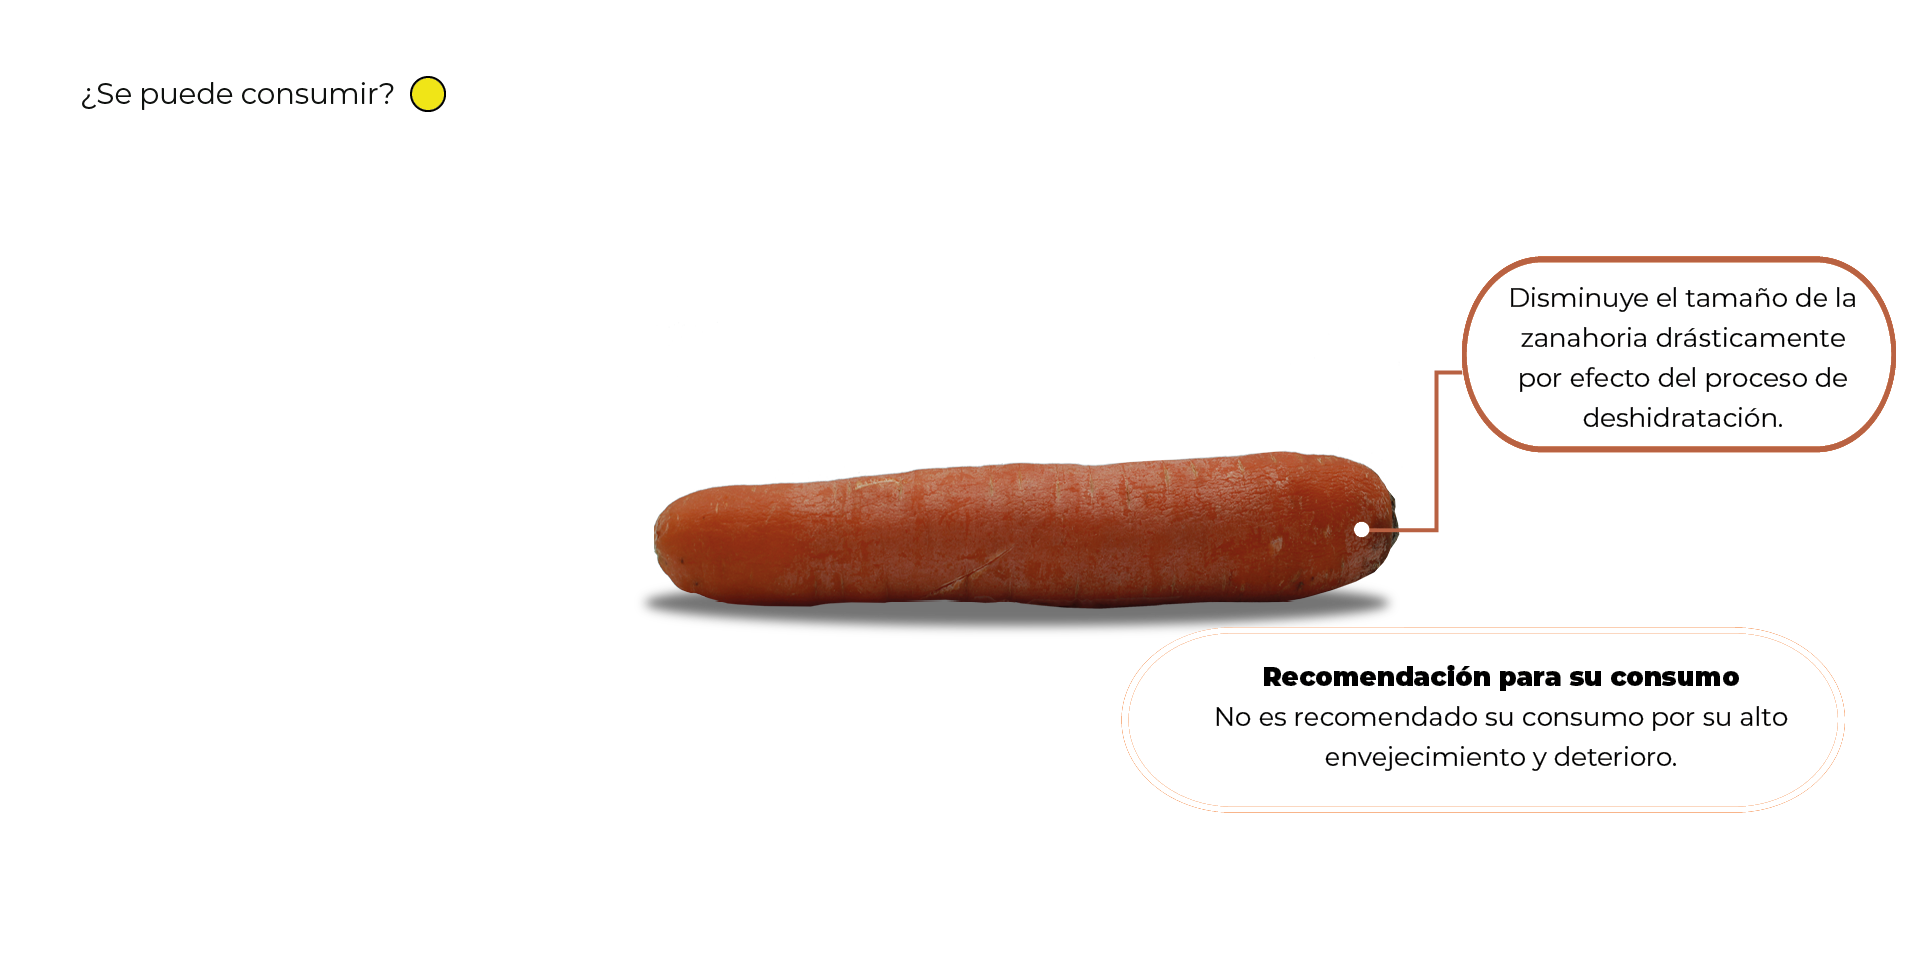 ¿Se puede consumir?
Disminuye el tamaño de la
zanahoria drásticamente
por efecto del proceso de
deshidratación.
Recomendación para su consumo
No es recomendado su consumo por su alto
envejecimiento y deterioro.